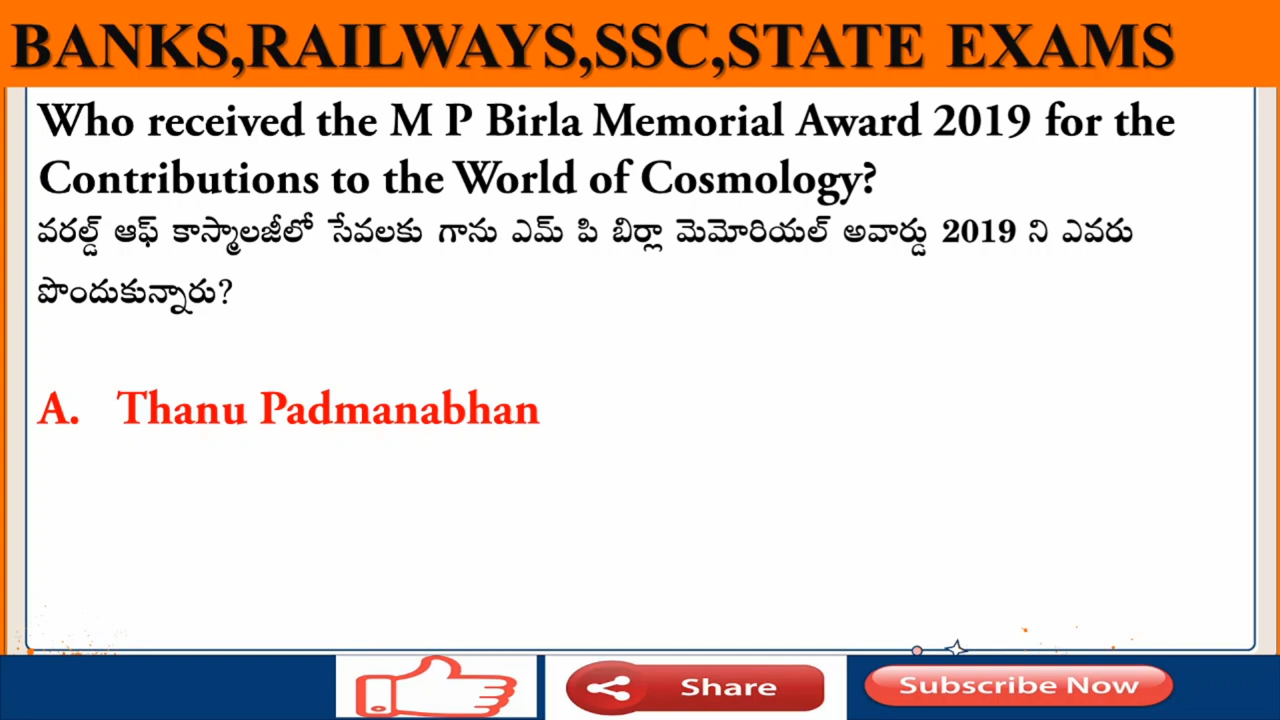 BANKS,RAILWAYS,SSC,STATE EXAMS
Who received the M P Birla Memorial Award 2019 for the
Contributions to the World of Cosmology?
వరల్డ్ ఆఫ్ కాస్మాలజీలో సేవలకు గాను ఎమ్ పి బిర్లా మెమోరియల్ అవార్డు 2019 ని ఎవరు
పొందుకున్నారు?
A. Thanu Padmanabhan
Share
Subscribe Now